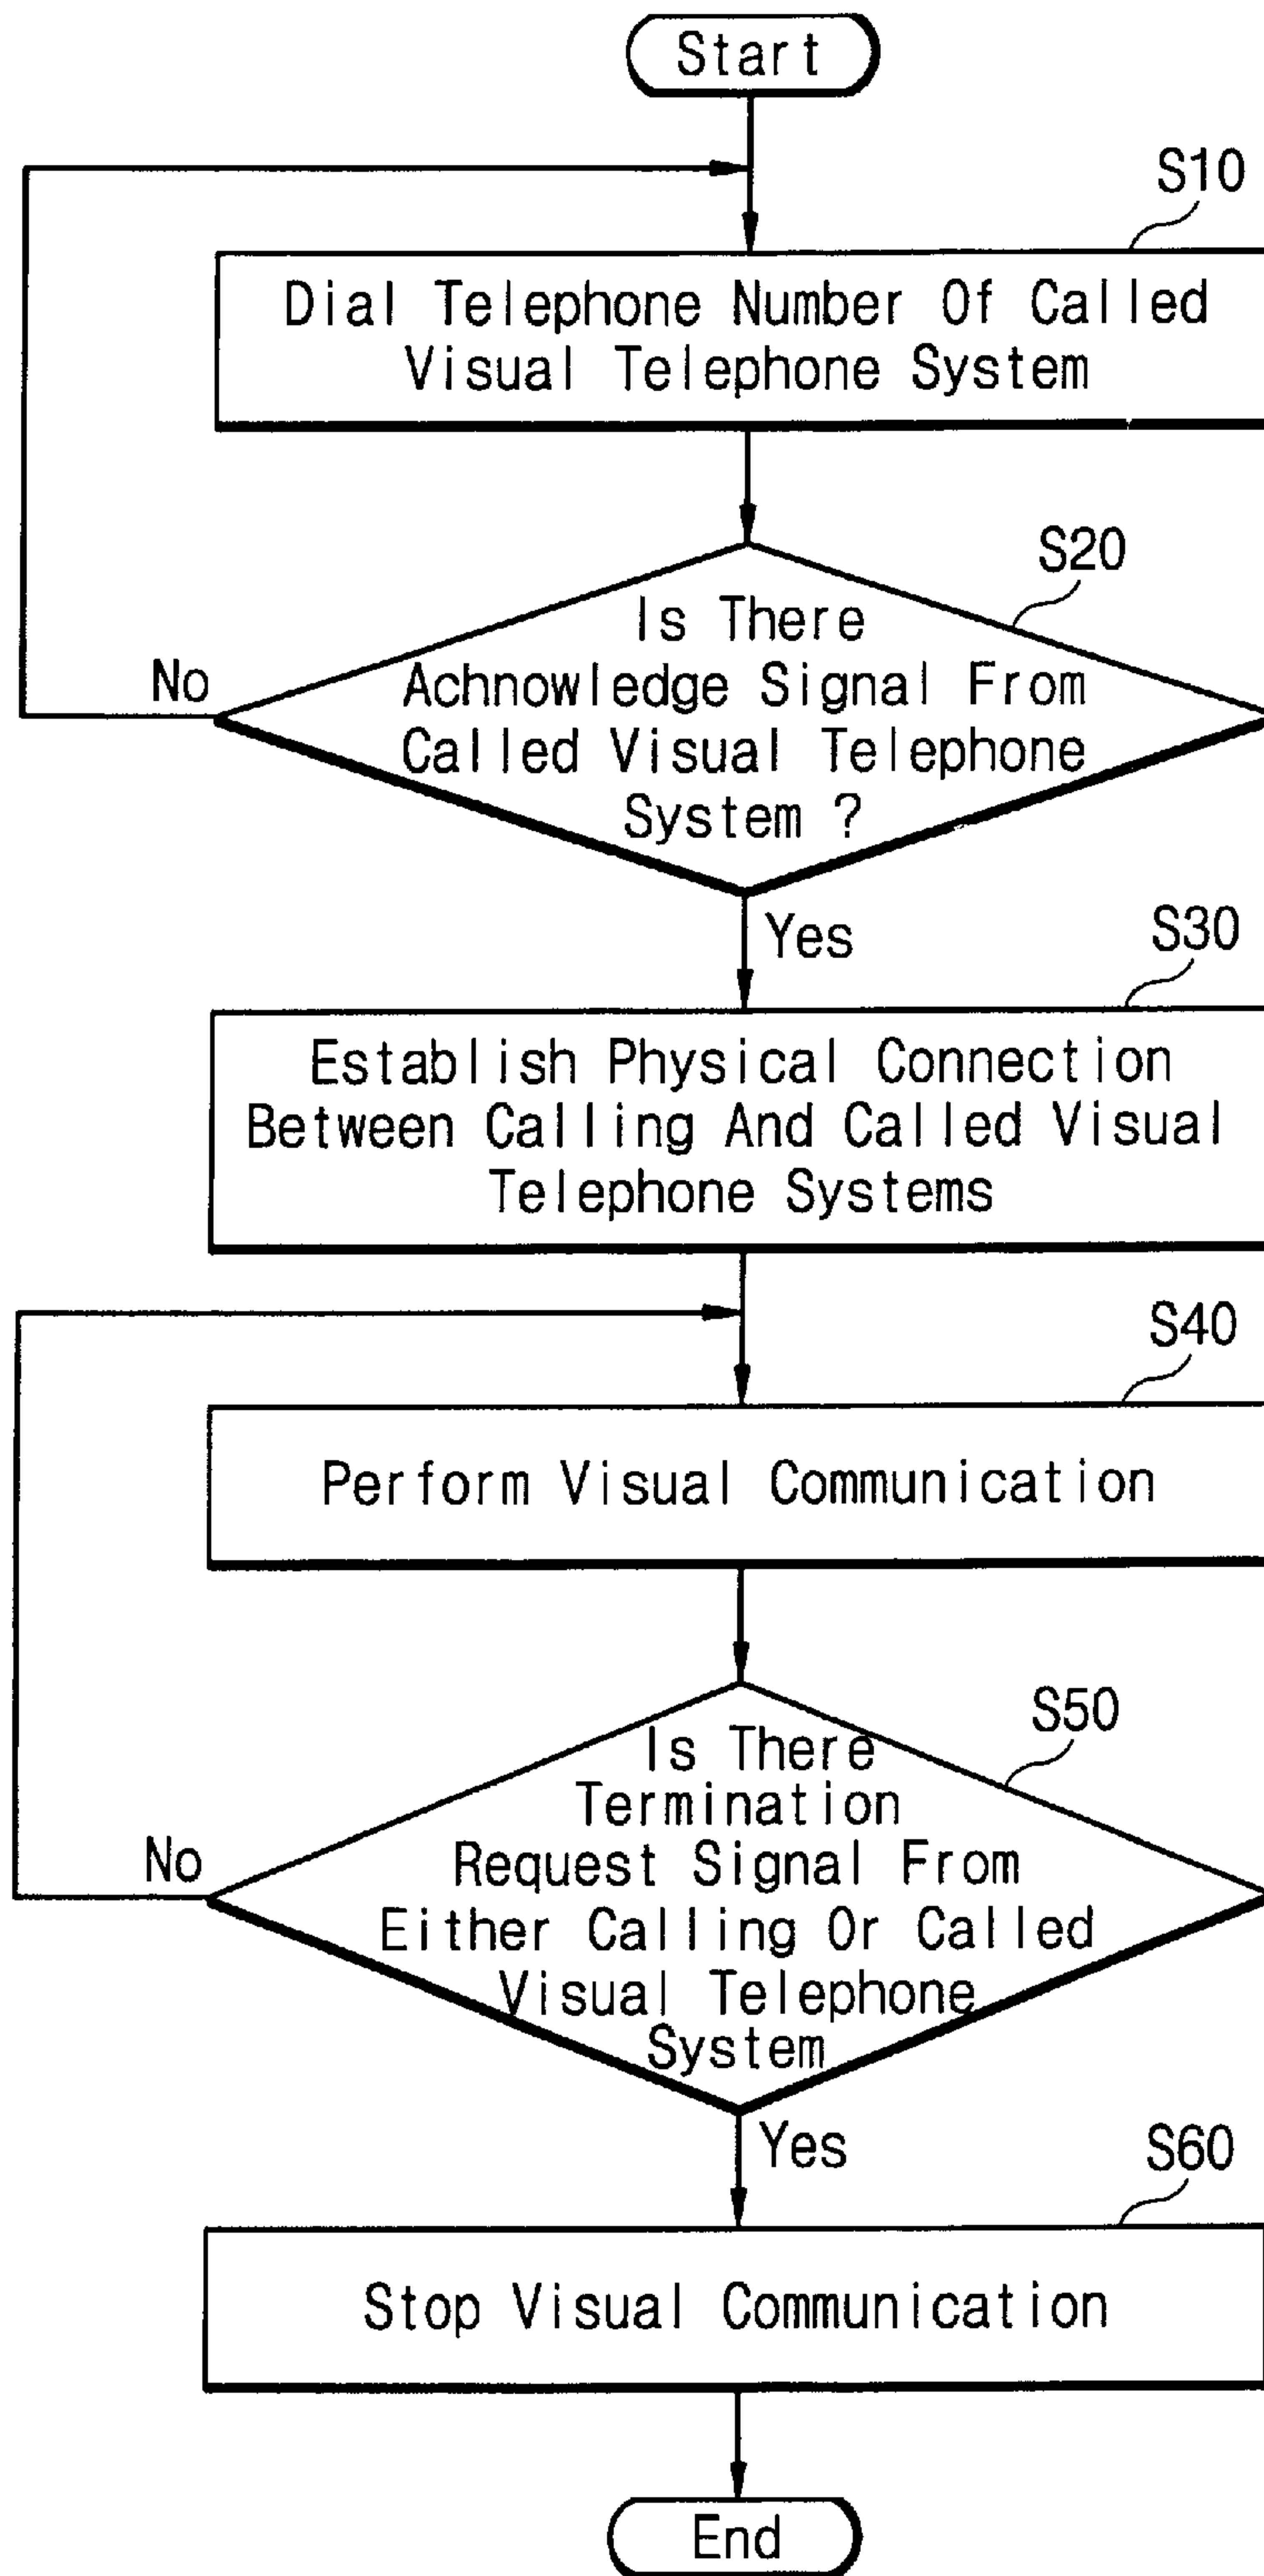 Start
S10
Dial Telephone Number Of Called
Visual Telephone System
S20
Is There
Achnowledge Signal From
Called Visual Telephone
System ?
No
Yes
S30
Establish Physical Connection
Between Calling And Called Visual
Telephone Systems
S40
Perform Visual Communication
S50
Is There
Termination
Request Signal From
Either Calling Or Called
Visual Telephone
System
No
Yes
S60
Stop Visual Communication
End